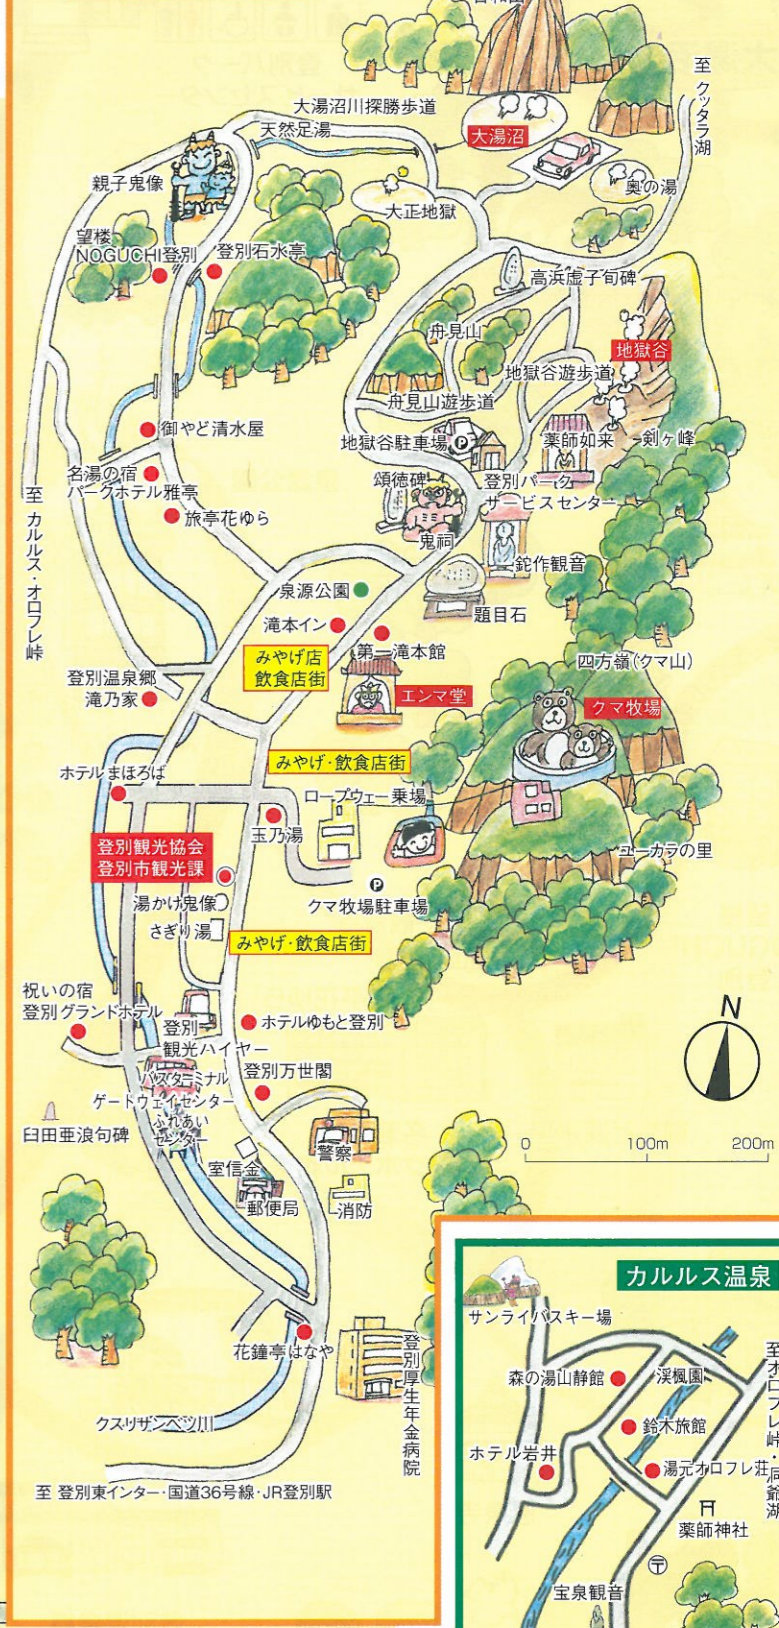 大湯沼川探勝歩道
天然足湯
大湯沼
至 クッタラ湖
親子鬼像
大正地獄
奥の湯
望楼
NOGUCHI登別
登別石水亭
高浜虚子句碑
舟見山
地獄谷
地獄谷遊歩道
舟見山遊歩道
御やど清水屋
地獄谷駐車場
P
薬師如来
剣ヶ峰
名湯の宿
パークホテル雅亭
頌徳碑
登別パーク
サービスセンター
至 カルルス・オロフレ峠
旅亭花ゆら
鬼祠
鉈作観音
泉源公園
題目石
滝本イン
第一滝本館
みやげ店
飲食店街
四方嶺(クマ山)
登別温泉郷
滝乃家
エンマ堂
クマ牧場
みやげ・飲食店街
ホテルまほろば
ロープウェー乗場
玉乃湯
登別観光協会
登別市観光課
ユーカラの里
湯かけ鬼像
P
クマ牧場駐車場
さぎり湯
みやげ・飲食店街
祝いの宿
登別グランドホテル
登別
観光ハイヤー
ホテルゆもと登別
N
バスターミナル
登別万世閣
ゲートウェイセンター
ふれあい
センター
臼田亜浪句碑
警察
0 100m 200m
室信金
郵便局
消防
カルルス温泉
サンライバスキー場
花鐘亭はなや
登別厚生年金病院
森の湯山静館
渓楓園
至オロフレ峠・洞爺湖
クスリサンベツ川
鈴木旅館
ホテル岩井
湯元オロフレ荘
至 登別東インター・国道36号線・JR登別駅
薬師神社
〒
宝泉観音